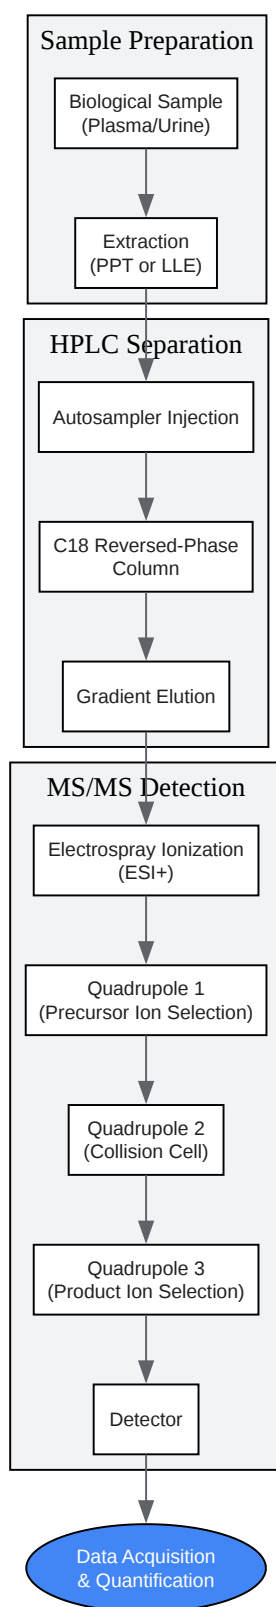 Sample Preparation
Biological Sample
(Plasma/Urine)
Extraction
(PPT or LLE)
HPLC Separation
Autosampler Injection
C18 Reversed-Phase
Column
Gradient Elution
MS/MS Detection
Electrospray Ionization
(ESI+)
Quadrupole 1
(Precursor Ion Selection)
Quadrupole 2
(Collision Cell)
Quadrupole 3
(Product Ion Selection)
Detector
Data Acquisition
& Quantification